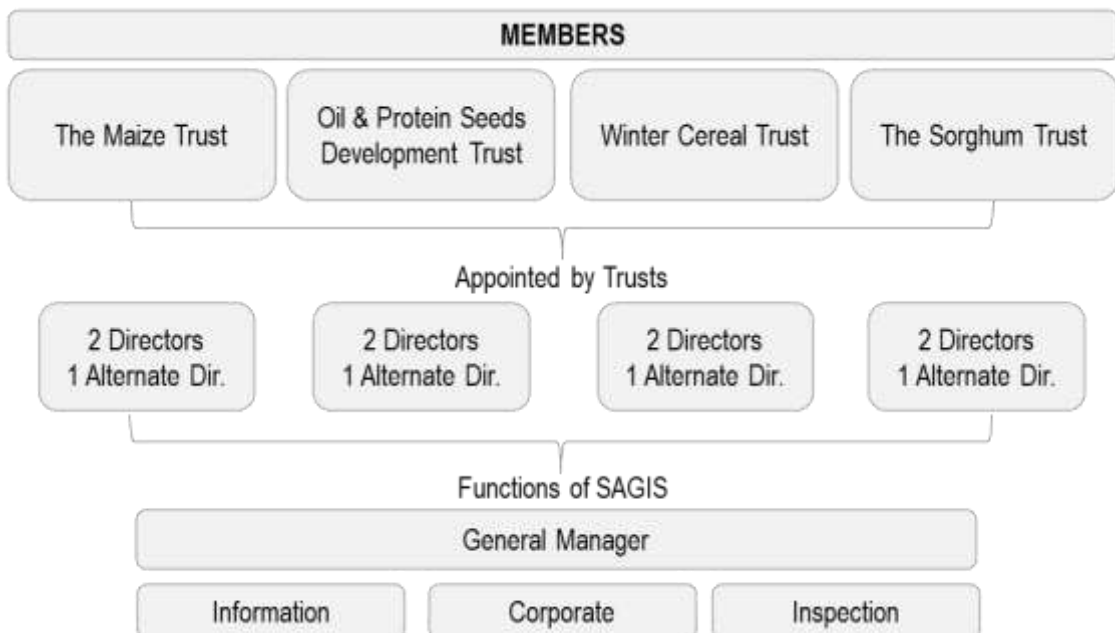 MEMBERS
The Maize Trust
Oil & Protein Seeds
Development Trust
Winter Cereal Trust
The Sorghum Trust
Appointed by Trusts
2 Directors
1 Alternate Dir.
2 Directors
1 Alternate Dir.
2 Directors
1 Alternate Dir.
2 Directors
1 Alternate Dir.
Functions of SAGIS
General Manager
Information
Corporate
Inspection